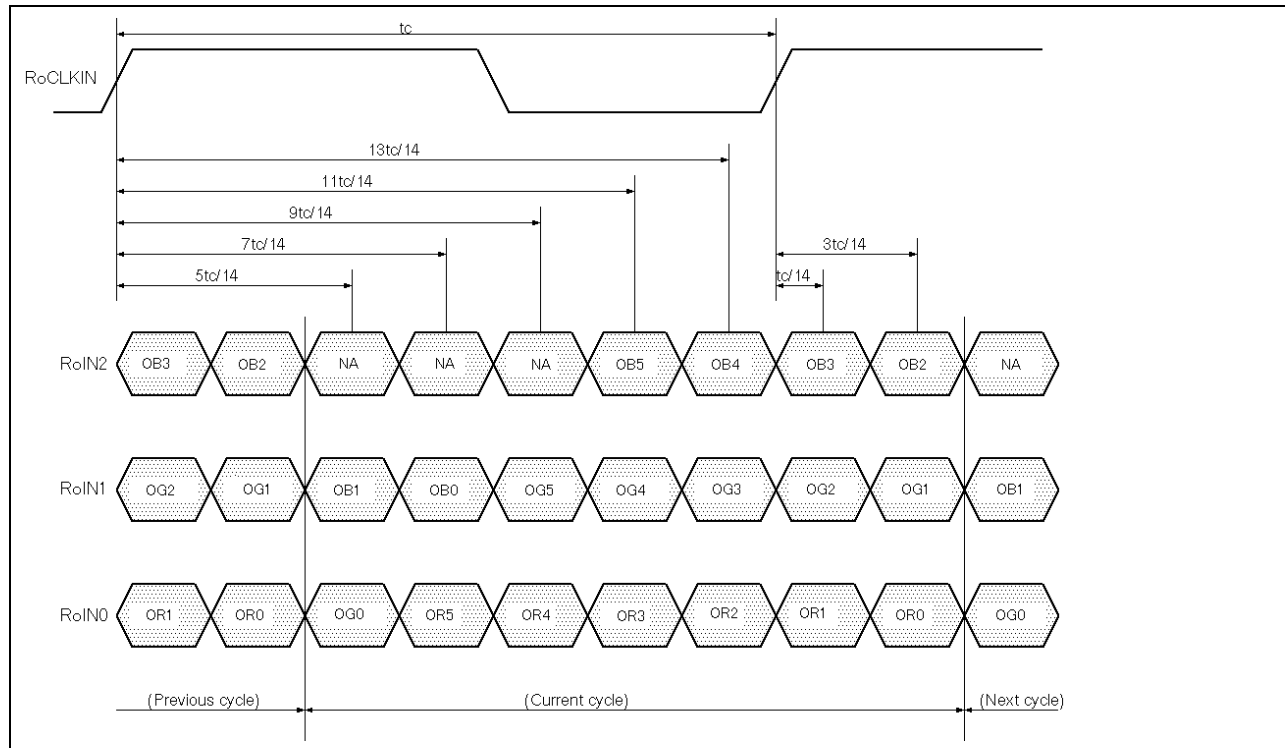 tc
RoCLKIN
13tc/14
11tc/14
9tc/14
7tc/14
3tc/14
5tc/14
tc/14
RoIN2 OB3 OB2 NA NA NA OB5 OB4 OB3 OB2 NA
RoIN1 OG2 OG1 OB1 OB0 OG5 OG4 OG3 OG2 OG1 OB1
RoIN0 OR1 OR0 OG0 OR5 OR4 OR3 OR2 OR1 OR0 OG0
(Previous cycle) (Current cycle) (Next cycle)